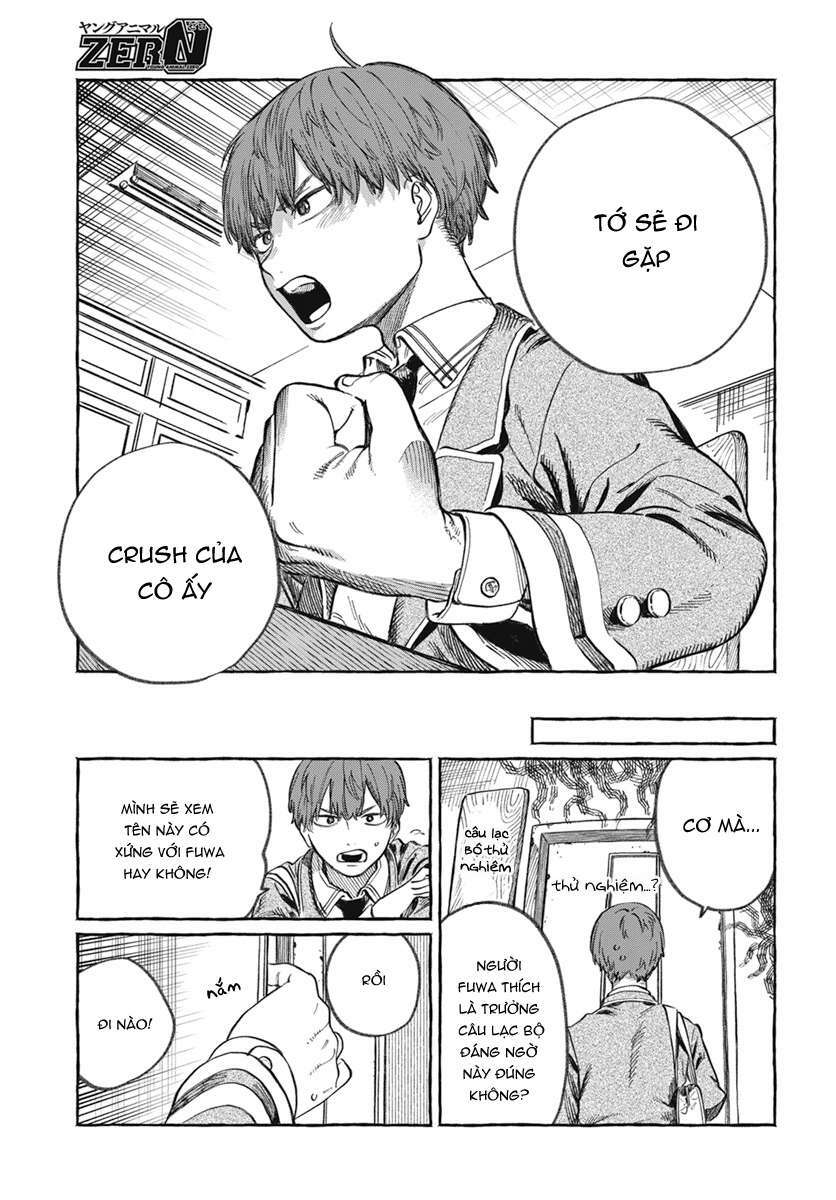 ヤングアニマル
ZERO
TỚ SẼ ĐI
GẶP
CRUSH CỦA
CÔ ẤY
CƠ MÀ...
CÂU LẠC
BỘ THỬ
NGHIỆM
THỬ NGHIỆM...?
NGƯỜI
FUWA THÍCH
LÀ TRƯỞNG
CÂU LẠC BỘ
ĐÁNG NGỜ
NÀY ĐÚNG
KHÔNG?
MÌNH SẼ XEM
TÊN NÀY CÓ
XỨNG VỚI FUWA
HAY KHÔNG!
RỒI
NẮM
ĐI NÀO!